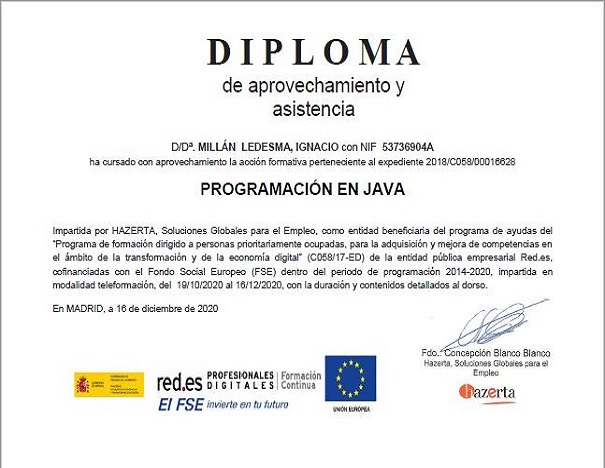 DIPLOMA
de aprovechamiento y
asistencia
D/Dª. MILLÁN LEDESMA, IGNACIO con NIF 53736904A
ha cursado con aprovechamiento la acción formativa perteneciente al expediente 2018/C058/00016628
PROGRAMACIÓN EN JAVA
Impartida por HAZERTA, Soluciones Globales para el Empleo, como entidad beneficiaria del programa de ayudas del
"Programa de formación dirigido a personas prioritariamente ocupadas, para la adquisición y mejora de competencias en
el ámbito de la transformación y de la economía digital" (C058/17-ED) de la entidad pública empresarial Red.es,
cofinanciadas con el Fondo Social Europeo (FSE) dentro del periodo de programación 2014-2020, impartida en
modalidad teleformación, del 19/10/2020 al 16/12/2020, con la duración y contenidos detallados al dorso.
En MADRID, a 16 de diciembre de 2020
Fdo.: Concepción Blanco Blanco
Hazerta, Soluciones Globales para el
Empleo
hazerta
red.es
PROFESIONALES
DIGITALES
Formación
Continua
El FSE invierte en tu futuro
UNIÓN EUROPEA